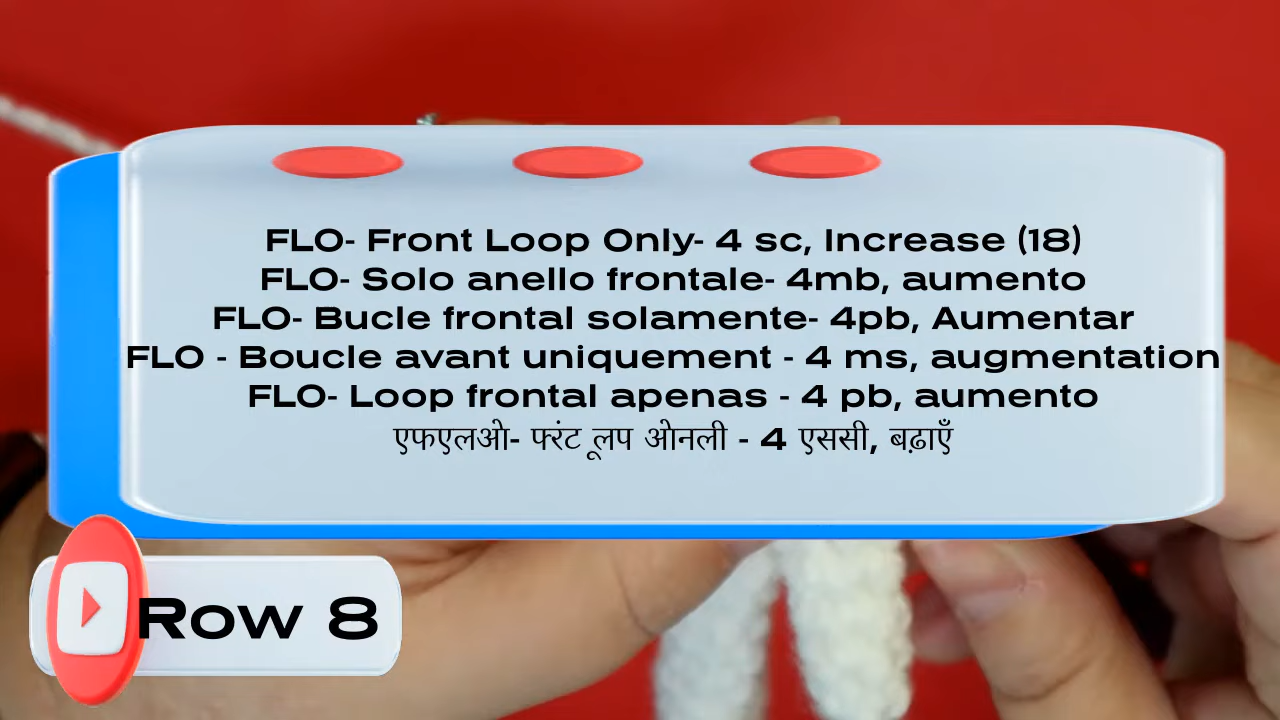 FLO- Front Loop Only- 4 sc, Increase (18)
FLO- Solo anello frontale- 4mb, aumento
FLO- Bucle frontal solamente- 4pb, Aumentar
FLO - Boucle avant uniquement - 4 ms, augmentation
FLO- Loop frontal apenas - 4 pb, aumento
एफएलओ- फ्रंट लूप ओनली - 4 एससी, बढ़ाएँ
Row 8